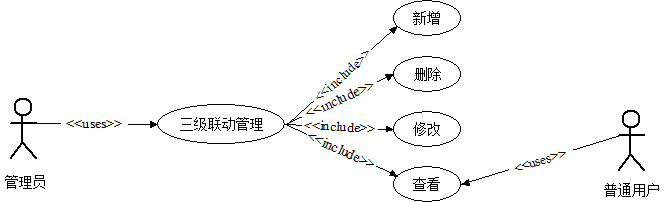 新增
<<include>>
删除
<<include>>
<<uses>>
三级联动管理
<<include>>
修改
<<include>>
<<uses>>
查看
管理员
普通用户